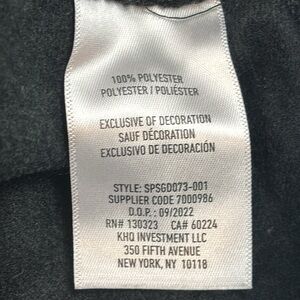 100% POLYESTER
POLYESTER / POLIÉSTER
EXCLUSIVE OF DECORATION
SAUF DÉCORATION
EXCLUSIVO DE DECORACIÓN
STYLE: SPSGD073-001
SUPPLIER CODE 7000986
D.O.P.: 09/2022
RN# 130323 CA# 60224
KHQ INVESTMENT LLC
350 FIFTH AVENUE
NEW YORK, NY 10118